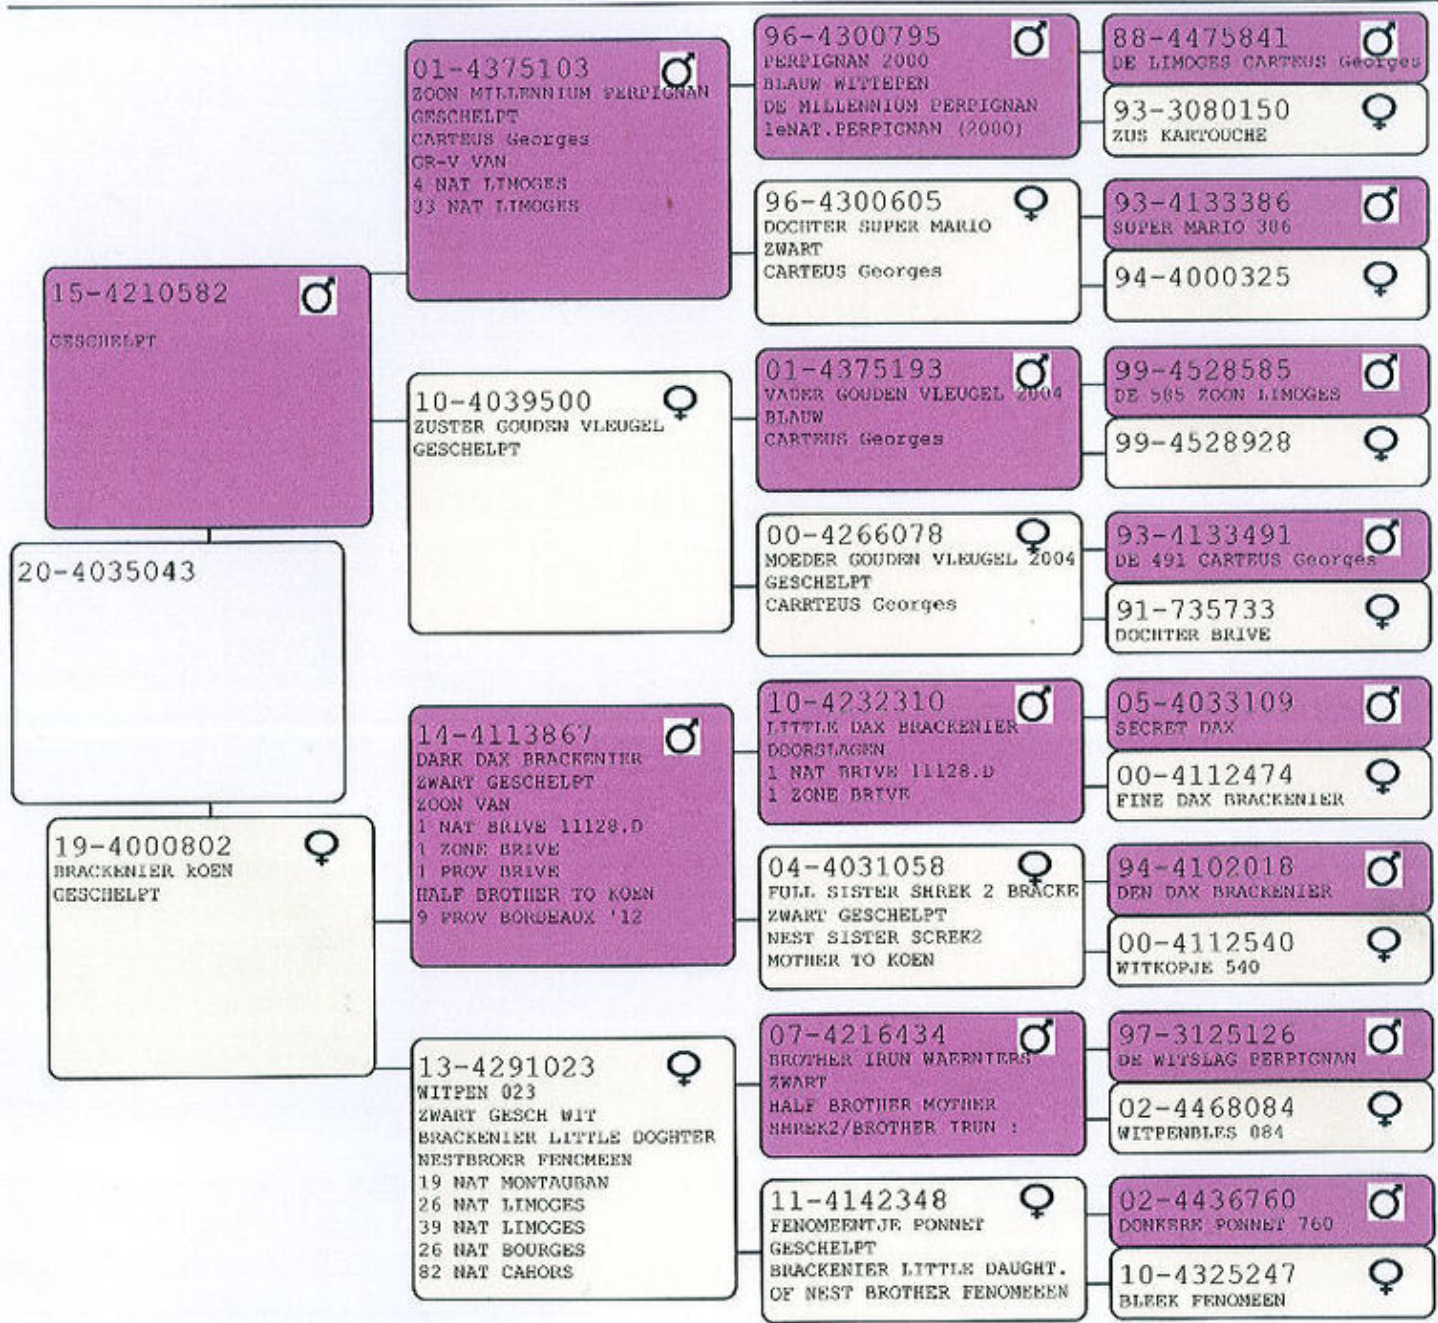 20-4035043
15-4210582
GESCHELPT
19-4000802
BRACKENIER kOEN
GESCHELPT
01-4375103
ZOON MILLENNIUM PERPIGNAN
GESCHELPT
CARTEUS Georges
GR-V VAN
4 NAT LIMOGES
33 NAT LIMOGES
10-4039500
ZUSTER GOUDEN VLEUGEL
GESCHELPT
14-4113867
DARK DAX BRACKENIER
ZWART GESCHELPT
ZOON VAN
1 NAT BRIVE 11128.D
1 ZONE BRIVE
1 PROV BRIVE
HALF BROTHER TO KOEN
9 PROV BORDEAUX '12
13-4291023
WITPEN 023
ZWART GESCH WIT
BRACKENIER LITTLE DOGHTER
NESTBROER FENOMEEN
19 NAT MONTAUBAN
26 NAT LIMOGES
39 NAT LIMOGES
26 NAT BOURGES
82 NAT CAHORS
96-4300795
PERPIGNAN 2000
BLAUW WITTEPEN
DE MILLENNIUM PERPIGNAN
1eNAT.PERPIGNAN (2000)
96-4300605
DOCHTER SUPER MARIO
ZWART
CARTEUS Georges
01-4375193
VADER GOUDEN VLEUGEL 2004
BLAUW
CARTEUS Georges
00-4266078
MOEDER GOUDEN VLEUGEL 2004
GESCHELPT
CARRTEUS Georges
10-4232310
LITTLE DAX BRACKENIER
DOORSLAGEN
1 NAT BRIVE 11128.D
1 ZONE BRIVE
04-4031058
FULL SISTER SHREK 2 BRACKE
ZWART GESCHELPT
NEST SISTER SCREK2
MOTHER TO KOEN
07-4216434
BROTHER IRUN WAERNIERS
ZWART
HALF BROTHER MOTHER
SHREK2/BROTHER IRUN :
11-4142348
FENOMEENTJE PONNET
GESCHELPT
BRACKENIER LITTLE DAUGHT.
OF NEST BROTHER FENOMEEN
88-4475841
DE LIMOGES CARTEUS Georges
93-3080150
ZUS KARTOUCHE
93-4133386
SUPER MARIO 386
94-4000325
99-4528585
DE 585 ZOON LIMOGES
99-4528928
93-4133491
DE 491 CARTEUS Georges
91-735733
DOCHTER BRIVE
05-4033109
SECRET DAX
00-4112474
FINE DAX BRACKENIER
94-4102018
DEN DAX BRACKENIER
00-4112540
WITKOPJE 540
97-3125126
DE WITSLAG PERPIGNAN
02-4468084
WITPENBLES 084
02-4436760
DONKERE PONNET 760
10-4325247
BLEEK FENOMEEN